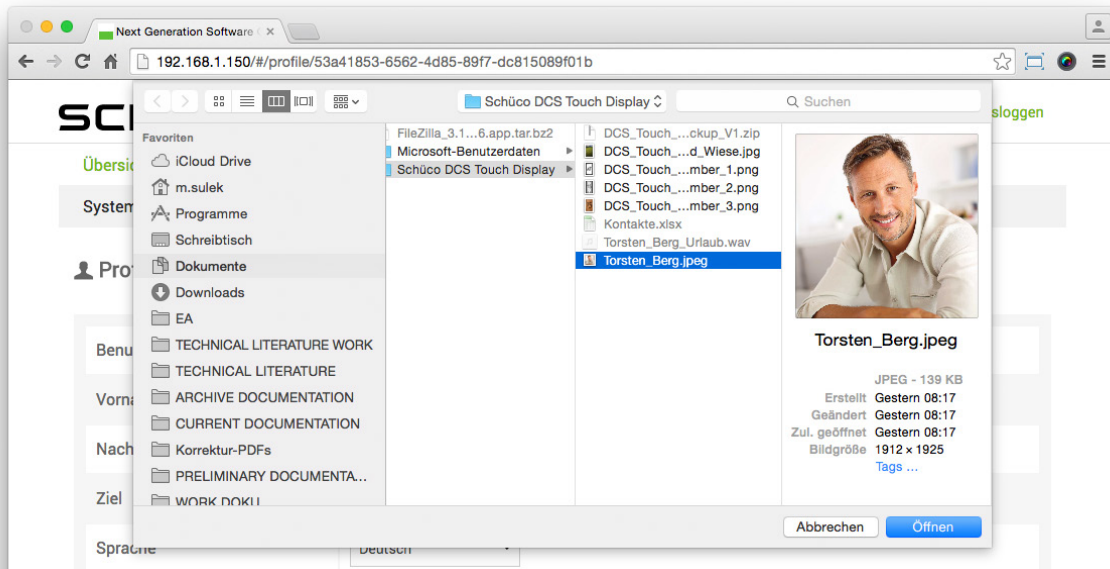 Next Generation Software
192.168.1.150/#/profile/53a41853-6562-4d85-89f7-dc815089f01b
Schüco DCS Touch Display
Suchen
sloggen
Übersi
System
Prof
Benu
Vorna
Nach
Ziel
Sprache
Deutsch
Favoriten
iCloud Drive
m.sulek
Programme
Schreibtisch
Dokumente
Downloads
EA
TECHNICAL LITERATURE WORK
TECHNICAL LITERATURE
ARCHIVE DOCUMENTATION
CURRENT DOCUMENTATION
Korrektur-PDFs
PRELIMINARY DOCUMENTA...
WORK DOKU
FileZilla_3.1...6.app.tar.bz2
Microsoft-Benutzerdaten
Schüco DCS Touch Display
DCS_Touch_...ckup_V1.zip
DCS_Touch_...d_Wiese.jpg
DCS_Touch_...mber_1.png
DCS_Touch_...mber_2.png
DCS_Touch_...mber_3.png
Kontakte.xlsx
Torsten_Berg_Urlaub.wav
Torsten_Berg.jpeg
Torsten_Berg.jpeg
JPEG - 139 KB
Erstellt Gestern 08:17
Geändert Gestern 08:17
Zul. geöffnet Gestern 08:17
Bildgröße 1912 × 1925
Tags ...
Abbrechen
Öffnen